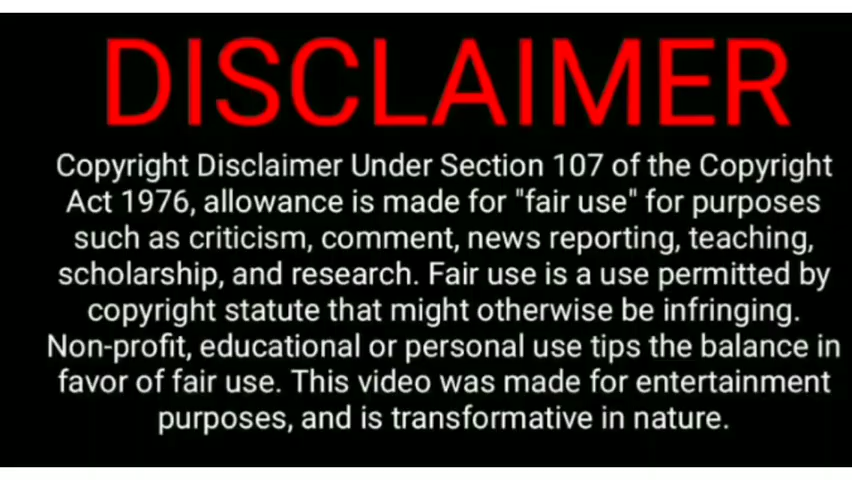 DISCLAIMER
Copyright Disclaimer Under Section 107 of the Copyright
Act 1976, allowance is made for "fair use" for purposes
such as criticism, comment, news reporting, teaching,
scholarship, and research. Fair use is a use permitted by
copyright statute that might otherwise be infringing.
Non-profit, educational or personal use tips the balance in
favor of fair use. This video was made for entertainment
purposes, and is transformative in nature.